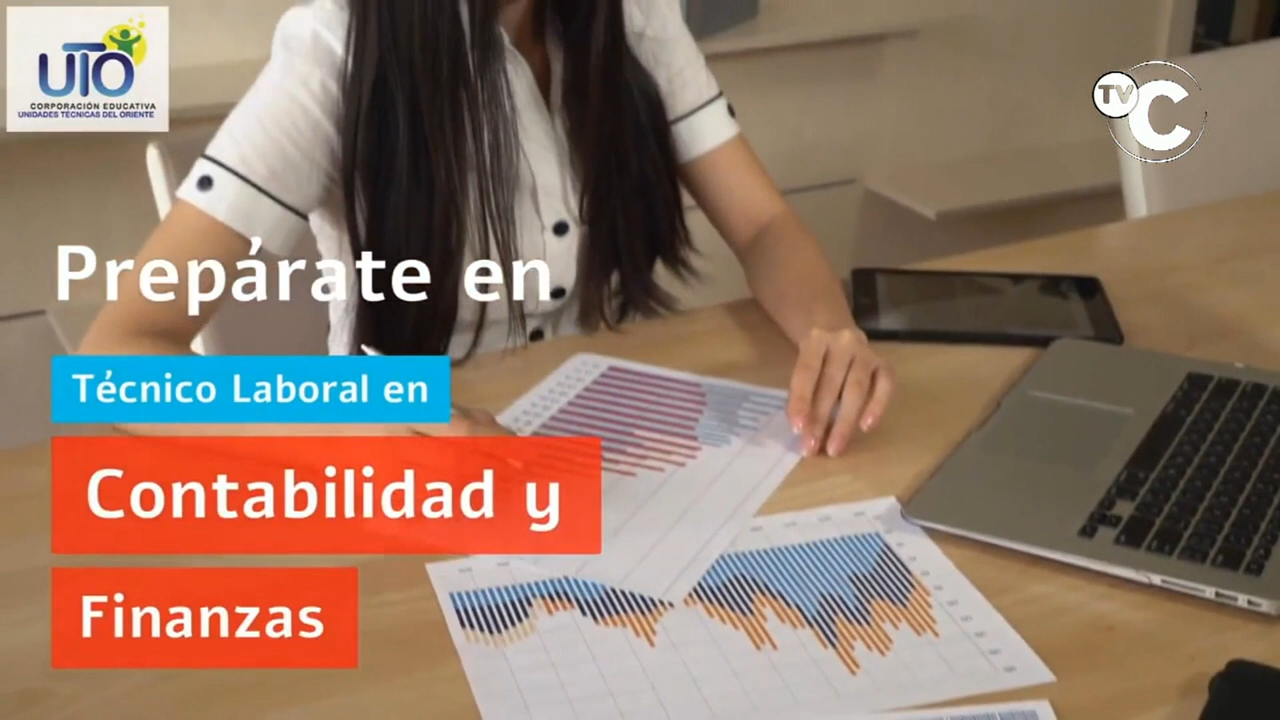 UTO
CORPORACIÓN EDUCATIVA
UNIDADES TÉCNICAS DEL ORIENTE
TV C
Prepárate en
Técnico Laboral en
Contabilidad y
Finanzas